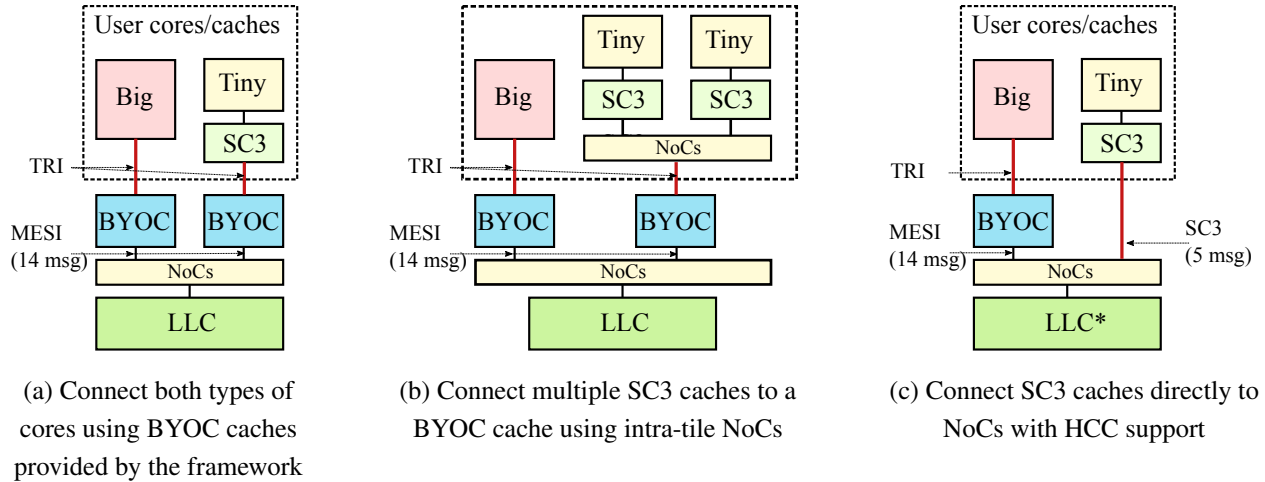 User cores/caches
Big
Tiny
SC3
TRI
BYOC
BYOC
MESI
(14 msg)
NoCs
LLC
(a) Connect both types of
cores using BYOC caches
provided by the framework
Tiny
Tiny
Big
SC3
SC3
NoCs
TRI
BYOC
BYOC
MESI
(14 msg)
NoCs
LLC
(b) Connect multiple SC3 caches to a
BYOC cache using intra-tile NoCs
User cores/caches
Big
Tiny
SC3
TRI
BYOC
MESI
(14 msg)
SC3
(5 msg)
NoCs
LLC*
(c) Connect SC3 caches directly to
NoCs with HCC support